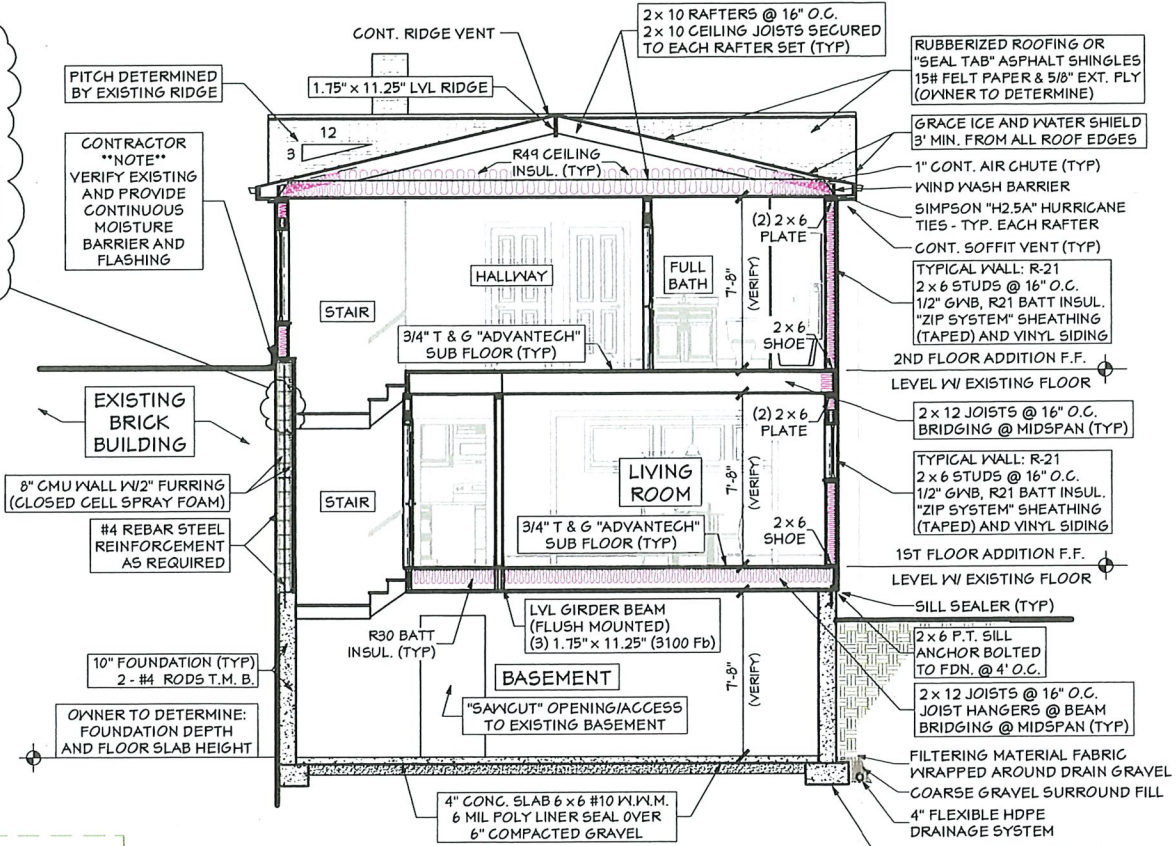 CONT. RIDGE VENT
2 x 10 RAFTERS @ 16" O.C.
2 x 10 CEILING JOISTS SECURED
TO EACH RAFTER SET (TYP)
PITCH DETERMINED
BY EXISTING RIDGE
1.75" x 11.25" LVL RIDGE
RUBBERIZED ROOFING OR
"SEAL TAB" ASPHALT SHINGLES
15# FELT PAPER & 5/8" EXT. PLY
(OWNER TO DETERMINE)
12
3
GRACE ICE AND WATER SHIELD
3' MIN. FROM ALL ROOF EDGES
CONTRACTOR
**NOTE**
VERIFY EXISTING
AND PROVIDE
CONTINUOUS
MOISTURE
BARRIER AND
FLASHING
R49 CEILING
INSUL. (TYP)
1" CONT. AIR CHUTE (TYP)
WIND WASH BARRIER
SIMPSON "H2.5A" HURRICANE
TIES - TYP. EACH RAFTER
CONT. SOFFIT VENT (TYP)
(2) 2 x 6
PLATE
HALLWAY
FULL
BATH
7'-8"
(VERIFY)
STAIR
TYPICAL WALL: R-21
2 x 6 STUDS @ 16" O.C.
1/2" GWB, R21 BATT INSUL.
"ZIP SYSTEM" SHEATHING
(TAPED) AND VINYL SIDING
3/4" T & G "ADVANTECH"
SUB FLOOR (TYP)
2 x 6
SHOE
2ND FLOOR ADDITION F.F.
LEVEL W/ EXISTING FLOOR
EXISTING
BRICK
BUILDING
(2) 2 x 6
PLATE
2 x 12 JOISTS @ 16" O.C.
BRIDGING @ MIDSPAN (TYP)
8" CMU WALL W/2" FURRING
(CLOSED CELL SPRAY FOAM)
STAIR
LIVING
ROOM
7'-8"
(VERIFY)
TYPICAL WALL: R-21
2 x 6 STUDS @ 16" O.C.
1/2" GWB, R21 BATT INSUL.
"ZIP SYSTEM" SHEATHING
(TAPED) AND VINYL SIDING
#4 REBAR STEEL
REINFORCEMENT
AS REQUIRED
3/4" T & G "ADVANTECH"
SUB FLOOR (TYP)
2 x 6
SHOE
1ST FLOOR ADDITION F.F.
LEVEL W/ EXISTING FLOOR
SILL SEALER (TYP)
R30 BATT
INSUL. (TYP)
LVL GIRDER BEAM
(FLUSH MOUNTED)
(3) 1.75" x 11.25" (3100 Fb)
2 x 6 P.T. SILL
ANCHOR BOLTED
TO FDN. @ 4' O.C.
10" FOUNDATION (TYP)
2 - #4 RODS T.M. B.
BASEMENT
7'-8"
(VERIFY)
2 x 12 JOISTS @ 16" O.C.
JOIST HANGERS @ BEAM
BRIDGING @ MIDSPAN (TYP)
"SAWCUT" OPENING/ACCESS
TO EXISTING BASEMENT
OWNER TO DETERMINE:
FOUNDATION DEPTH
AND FLOOR SLAB HEIGHT
FILTERING MATERIAL FABRIC
WRAPPED AROUND DRAIN GRAVEL
COARSE GRAVEL SURROUND FILL
4" FLEXIBLE HDPE
DRAINAGE SYSTEM
4" CONC. SLAB 6 x 6 #10 W.W.M.
6 MIL POLY LINER SEAL OVER
6" COMPACTED GRAVEL